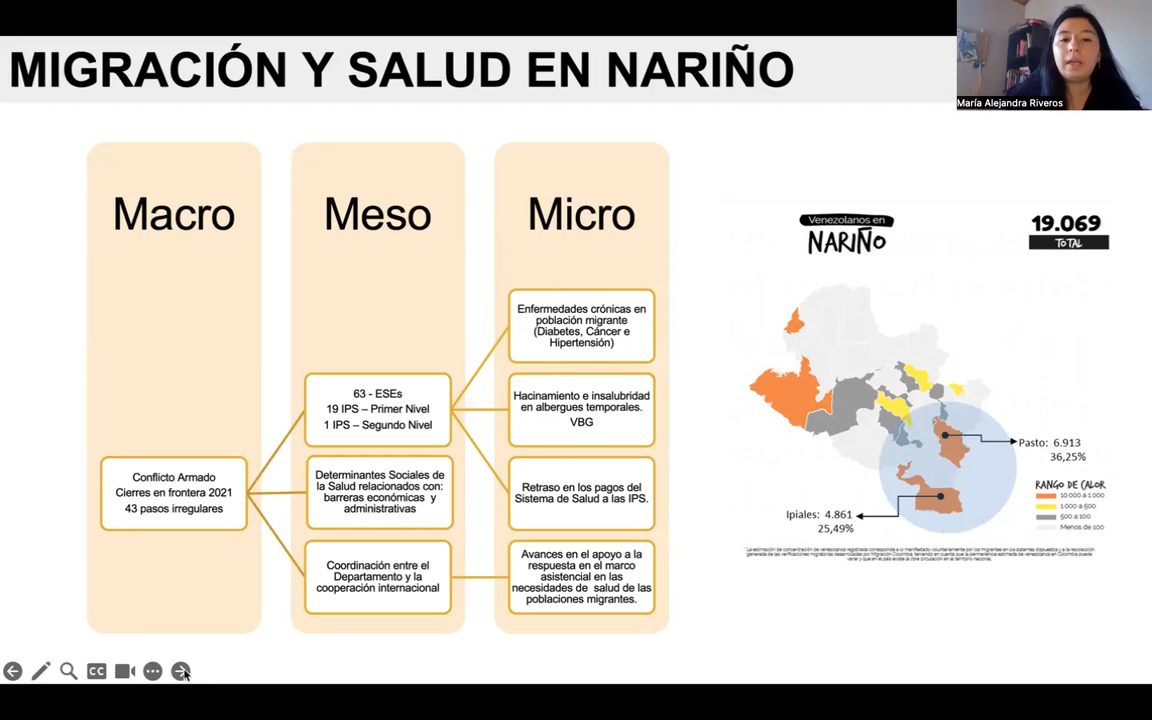 MIGRACIÓN Y SALUD EN NARIÑO
María Alejandra Riveros
Macro
Conflicto Armado
Cierres en frontera 2021
43 pasos irregulares
Meso
63 - ESEs
19 IPS – Primer Nivel
1 IPS – Segundo Nivel
Determinantes Sociales de
la Salud relacionados con:
barreras económicas y
administrativas
Coordinación entre el
Departamento y la
cooperación internacional
Micro
Enfermedades crónicas en
población migrante
(Diabetes, Cáncer e
Hipertensión)
Hacinamiento e insalubridad
en albergues temporales.
VBG
Retraso en los pagos del
Sistema de Salud a las IPS.
Avances en el apoyo a la
respuesta en el marco
asistencial en las
necesidades de salud de las
poblaciones migrantes.
Venezolanos en
NARIÑO
19.069
TOTAL
Pasto: 6.913
36,25%
Ipiales: 4.861
25,49%
RANGO DE CALOR
10.000 a 1.000
1.000 a 500
500 a 100
Menos de 100
CC